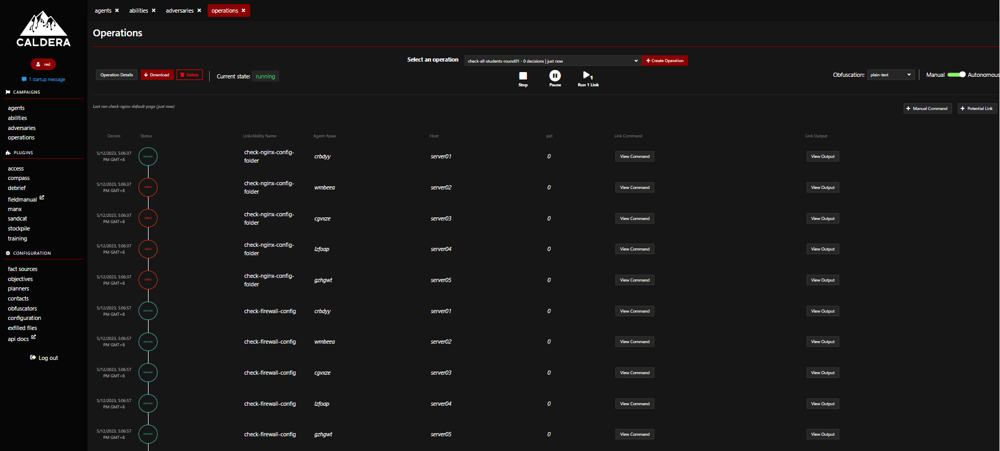 CALDERA
red
1 startup message
CAMPAIGNS
agents
abilities
adversaries
operations
PLUGINS
access
compass
debrief
fieldmanual
manx
sandcat
stockpile
training
CONFIGURATION
fact sources
objectives
planners
contacts
obfuscators
configuration
exfilled files
api docs
Log out
agents × abilities × adversaries × operations ×
Operations
Select an operation check-all-students-round01 - 0 decisions | just now + Create Operation
Operation Details Download Delete Current state: running
Stop Pause Run 1 Link
1
Obfuscation: plain-text Manual Autonomous
Last ran check-nginx-default-page (just now)
+ Manual Command + Potential Link
Decide Status Link/Ability Name Agent #paw Host pid Link Command Link Output
5/12/2023, 5:06:37 PM GMT+8 success check-nginx-config-folder crbdyy server01 0 View Command View Output
5/12/2023, 5:06:37 PM GMT+8 failed check-nginx-config-folder wmbeea server02 0 View Command View Output
5/12/2023, 5:06:37 PM GMT+8 failed check-nginx-config-folder cgvxze server03 0 View Command View Output
5/12/2023, 5:06:37 PM GMT+8 failed check-nginx-config-folder lzfoap server04 0 View Command View Output
5/12/2023, 5:06:37 PM GMT+8 failed check-nginx-config-folder gzhgwt server05 0 View Command View Output
5/12/2023, 5:06:57 PM GMT+8 success check-firewall-config crbdyy server01 0 View Command View Output
5/12/2023, 5:06:57 PM GMT+8 success check-firewall-config wmbeea server02 0 View Command View Output
5/12/2023, 5:06:57 PM GMT+8 success check-firewall-config cgvxze server03 0 View Command View Output
5/12/2023, 5:06:57 PM GMT+8 success check-firewall-config lzfoap server04 0 View Command View Output
5/12/2023, 5:06:57 PM GMT+8 success check-firewall-config gzhgwt server05 0 View Command View Output